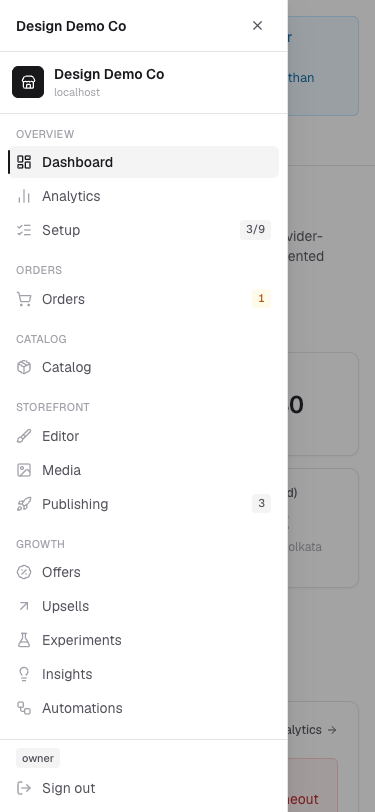 Design Demo Co
Design Demo Co
localhost
OVERVIEW
Dashboard
Analytics
Setup 3/9
ORDERS
Orders 1
CATALOG
Catalog
STOREFRONT
Editor
Media
Publishing 3
GROWTH
Offers
Upsells
Experiments
Insights
Automations
owner
Sign out
than